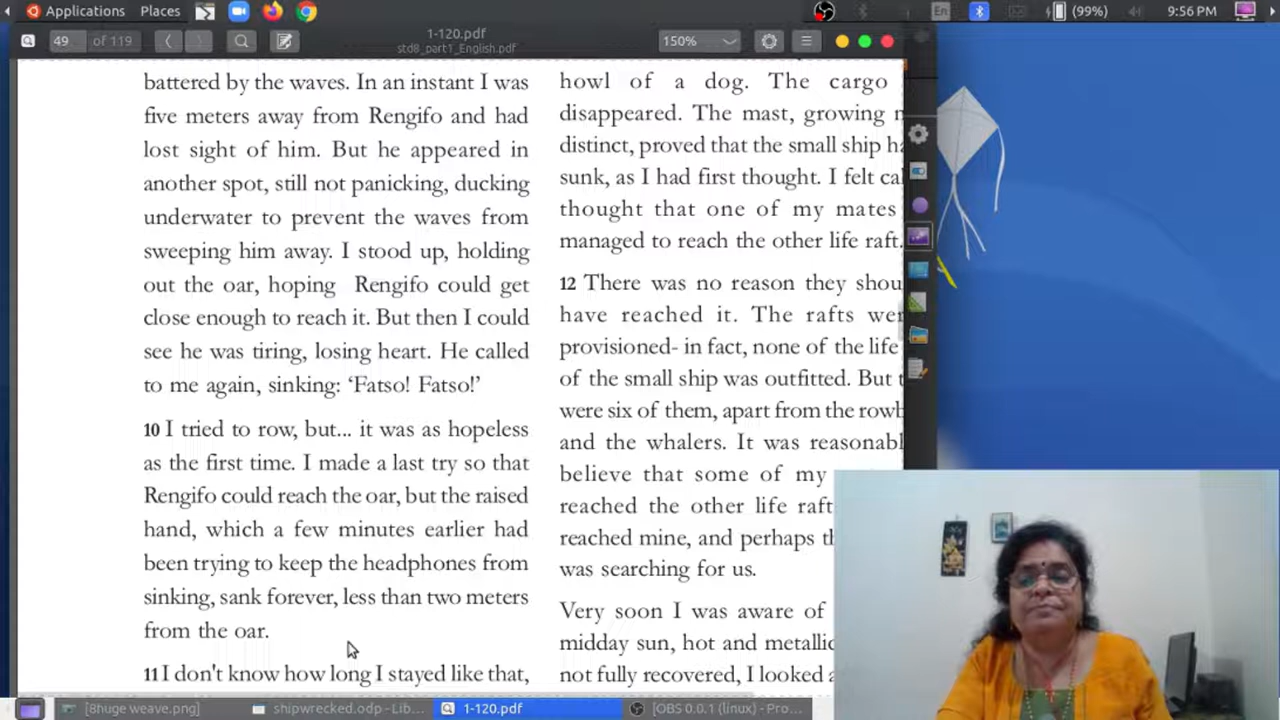 Applications Places
En
(99%)
9:56 PM
49 of 119
1-120.pdf
std8_part1_English.pdf
150%
battered by the waves. In an instant I was
five meters away from Rengifo and had
lost sight of him. But he appeared in
another spot, still not panicking, ducking
underwater to prevent the waves from
sweeping him away. I stood up, holding
out the oar, hoping Rengifo could get
close enough to reach it. But then I could
see he was tiring, losing heart. He called
to me again, sinking: ‘Fatso! Fatso!’
10 I tried to row, but... it was as hopeless
as the first time. I made a last try so that
Rengifo could reach the oar, but the raised
hand, which a few minutes earlier had
been trying to keep the headphones from
sinking, sank forever, less than two meters
from the oar.
11 I don't know how long I stayed like that,
howl of a dog. The cargo
disappeared. The mast, growing
distinct, proved that the small ship
sunk, as I had first thought. I felt
thought that one of my mates
managed to reach the other life raft.
12 There was no reason they shou
have reached it. The rafts wer
provisioned- in fact, none of the life
of the small ship was outfitted. But
were six of them, apart from the rowb
and the whalers. It was reasonabl
believe that some of my
reached the other life raft
reached mine, and perhaps
was searching for us.
Very soon I was aware of
midday sun, hot and metallic
not fully recovered, I looked
[8huge weave.png]
shipwrecked.odp - Lib...
1-120.pdf
[OBS 0.0.1 (linux) - Pro...